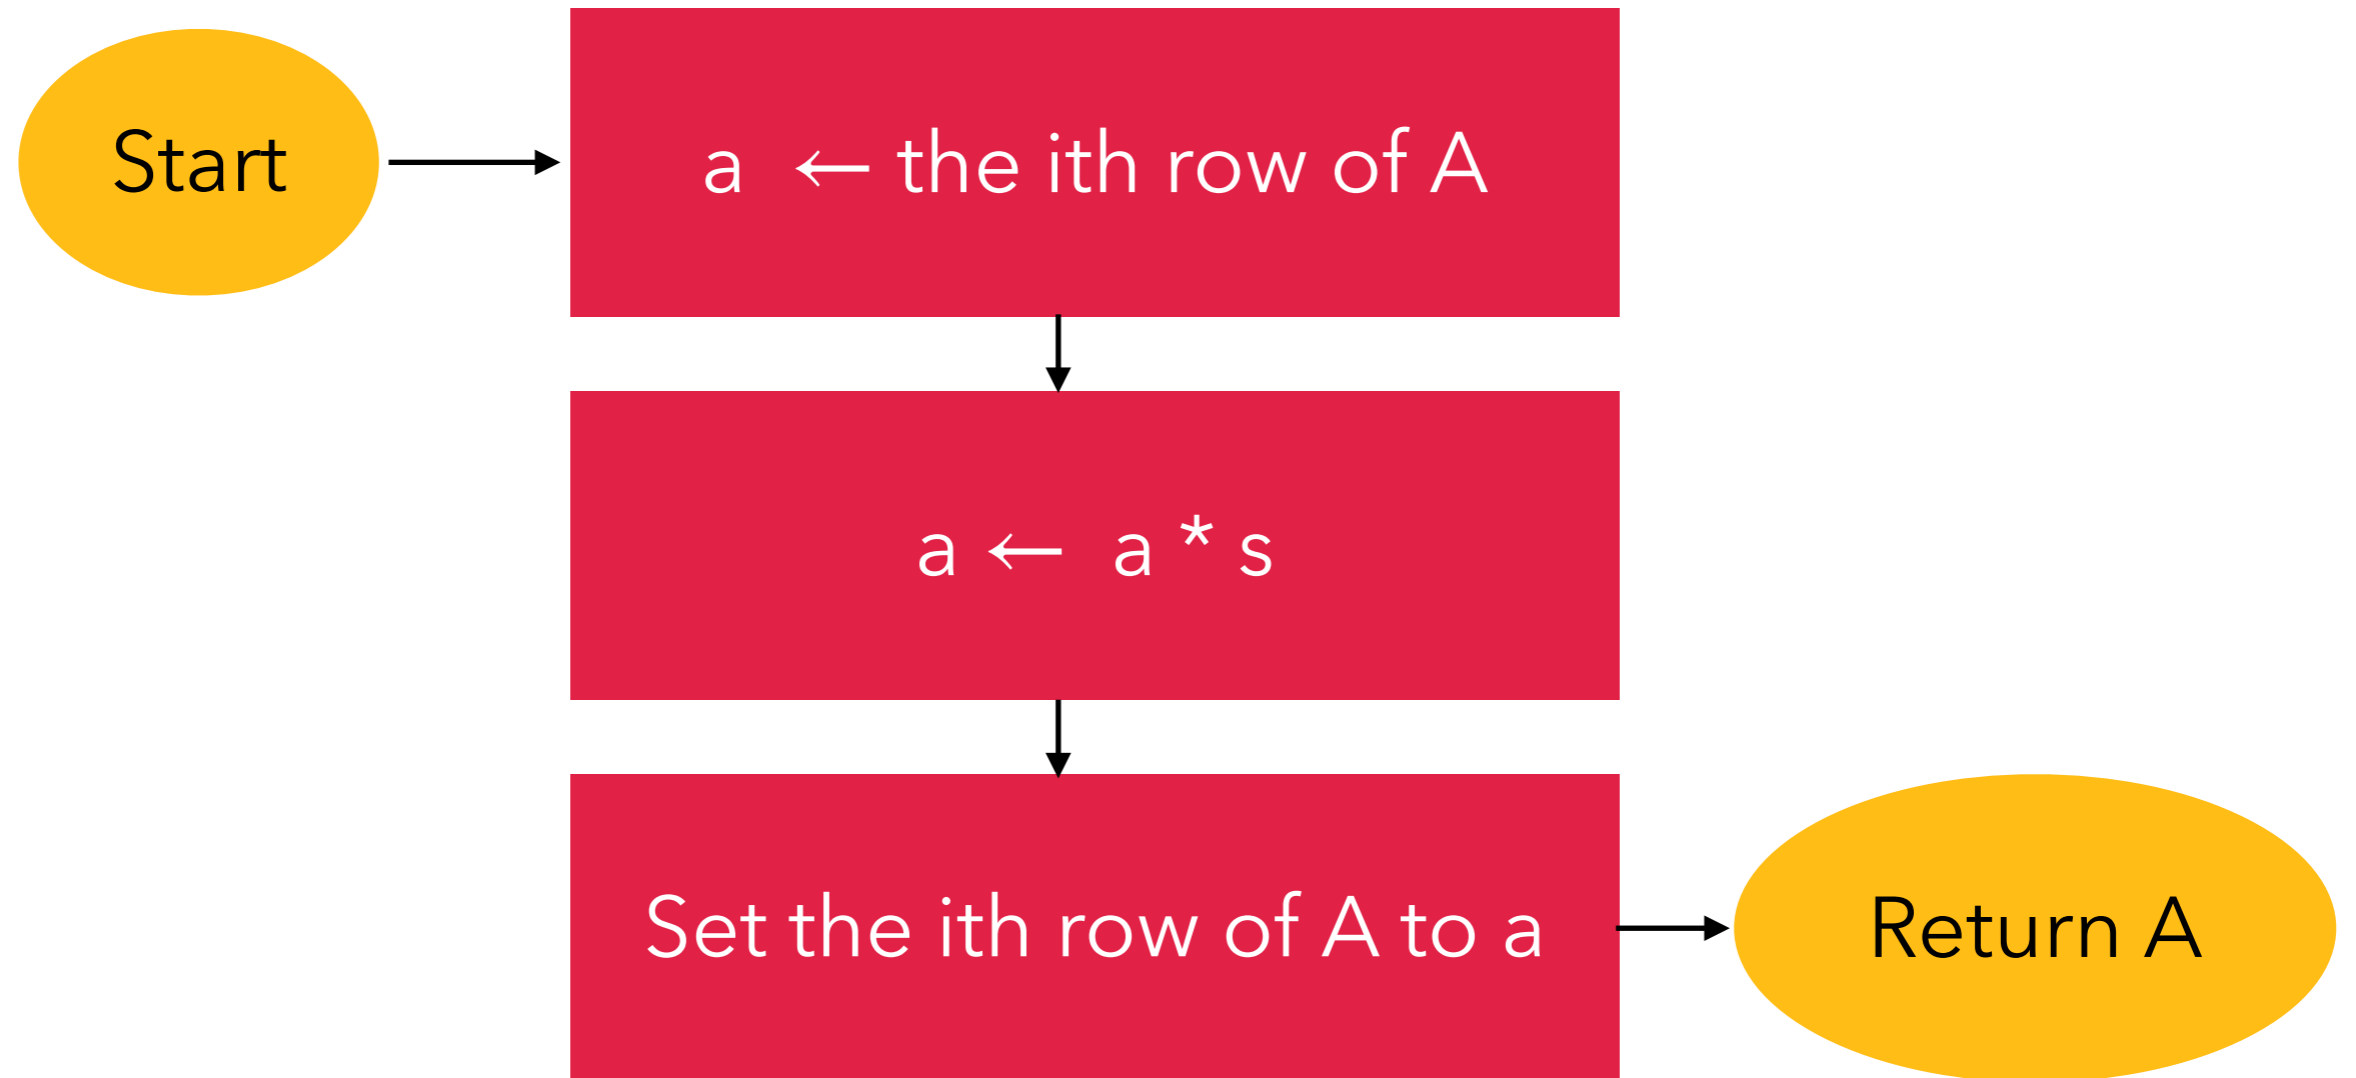 Start
a ← the ith row of A
a ← a * s
Set the ith row of A to a
Return A